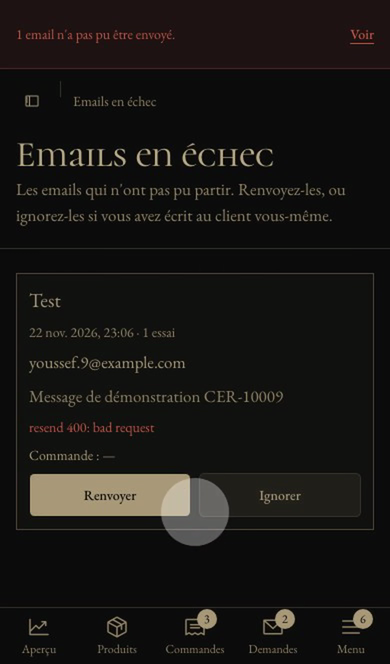 1 email n'a pas pu être envoyé.
Voir
Emails en échec
Emails en échec
Les emails qui n'ont pas pu partir. Renvoyez-les, ou
ignorez-les si vous avez écrit au client vous-même.
Test
22 nov. 2026, 23:06 · 1 essai
youssef.9@example.com
Message de démonstration CER-10009
resend 400: bad request
Commande : —
Renvoyer
Ignorer
3
2
6
Aperçu
Produits
Commandes
Demandes
Menu